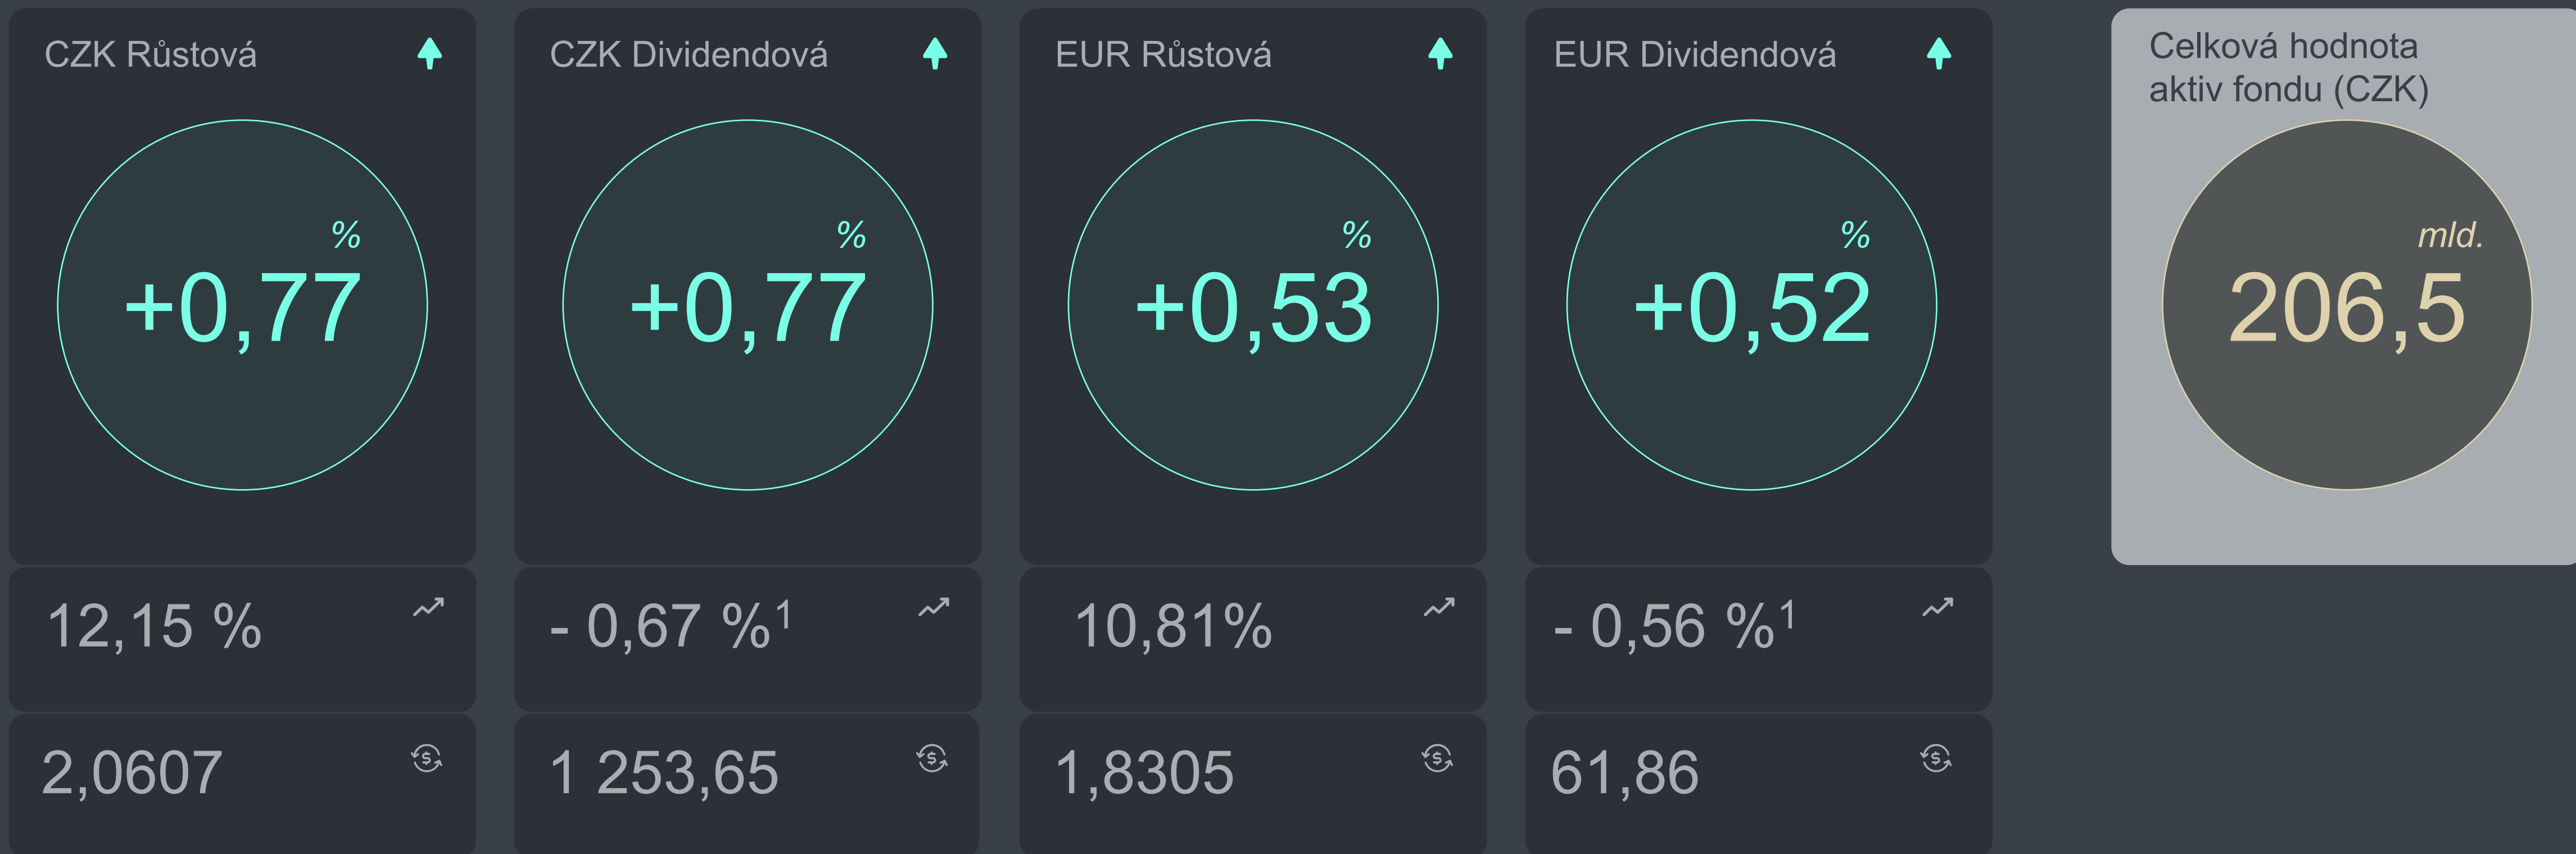 CZK Růstová
%
+0,77
12,15 %
2,0607
CZK Dividendová
%
+0,77
- 0,67 %¹
1 253,65
EUR Růstová
%
+0,53
10,81%
1,8305
EUR Dividendová
%
+0,52
- 0,56 %¹
61,86
Celková hodnota
aktiv fondu (CZK)
mld.
206,5